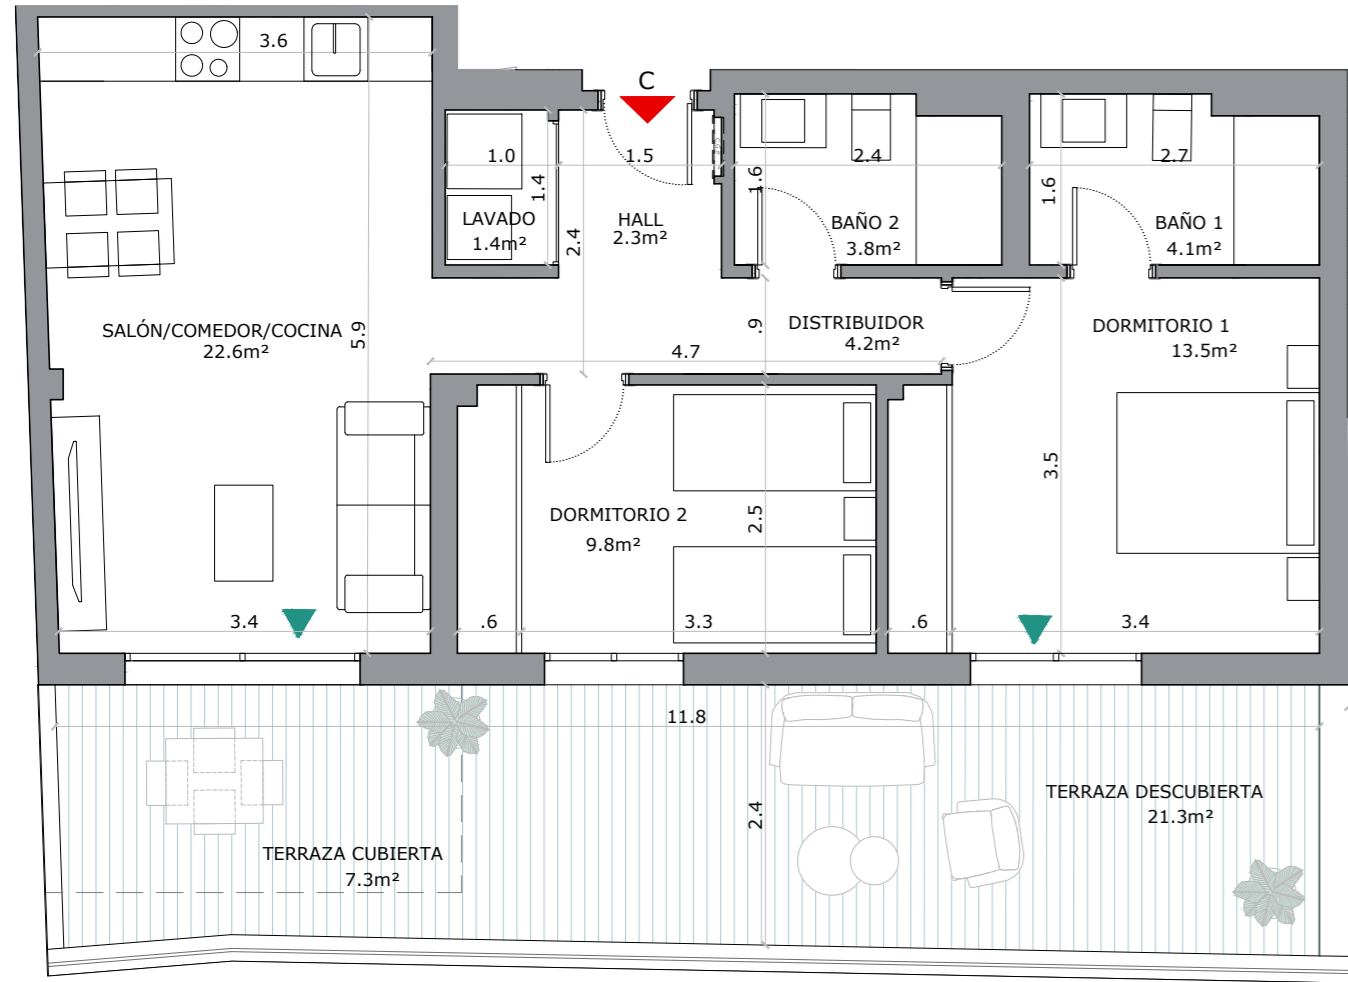 C
3.6
1.0
1.5
2.4
2.7
1.4
1.6
1.6
LAVADO
1.4m²
HALL
2.3m²
2.4
BAÑO 2
3.8m²
BAÑO 1
4.1m²
SALÓN/COMEDOR/COCINA
22.6m²
5.9
4.7
.9
DISTRIBUIDOR
4.2m²
DORMITORIO 1
13.5m²
3.5
DORMITORIO 2
9.8m²
2.5
3.4
.6
3.3
.6
3.4
11.8
2.4
TERRAZA DESCUBIERTA
21.3m²
TERRAZA CUBIERTA
7.3m²